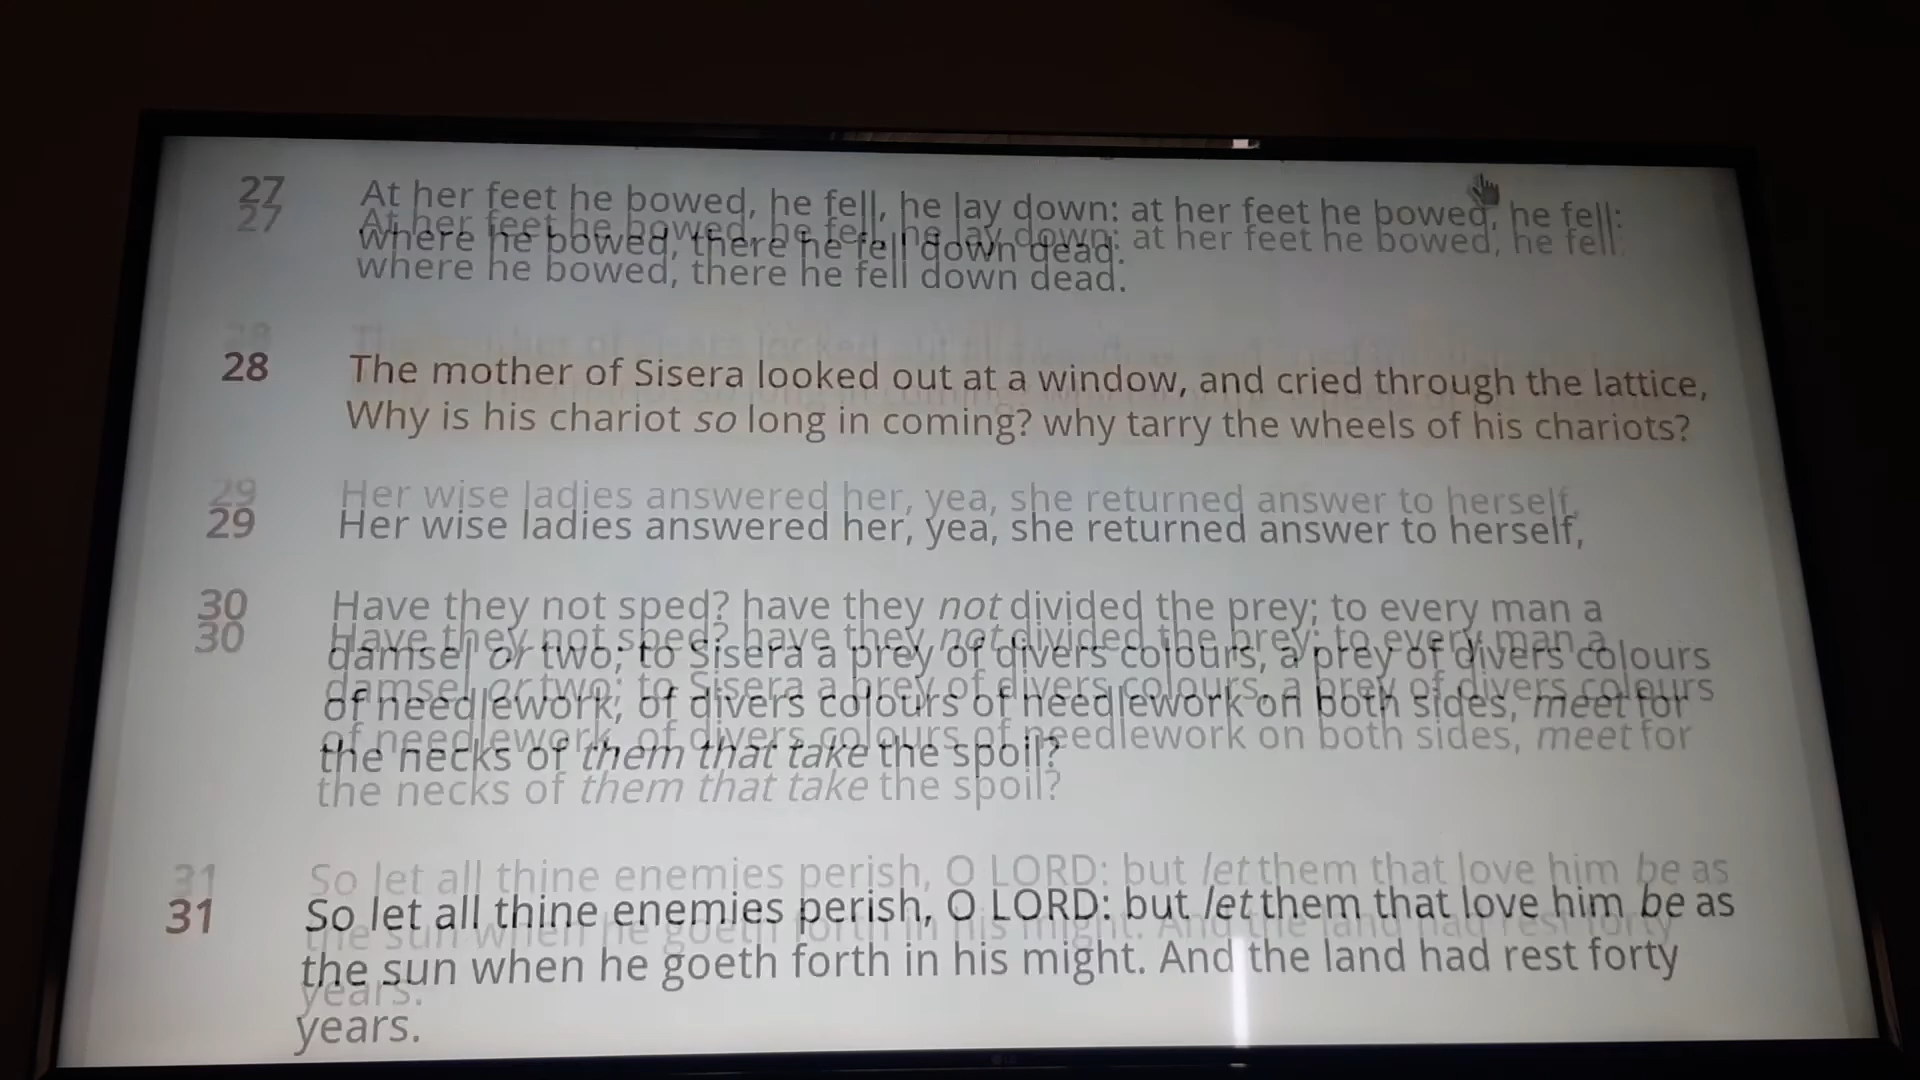 27 At her feet he bowed, he fell, he lay down: at her feet he bowed, he fell:
where he bowed, there he fell down dead.
28 The mother of Sisera looked out at a window, and cried through the lattice,
Why is his chariot so long in coming? why tarry the wheels of his chariots?
29 Her wise ladies answered her, yea, she returned answer to herself,
30 Have they not sped? have they not divided the prey; to every man a
damsel or two; to Sisera a prey of divers colours, a prey of divers colours
of needlework, of divers colours of needlework on both sides, meet for
the necks of them that take the spoil?
31 So let all thine enemies perish, O LORD: but let them that love him be as
the sun when he goeth forth in his might. And the land had rest forty
years.